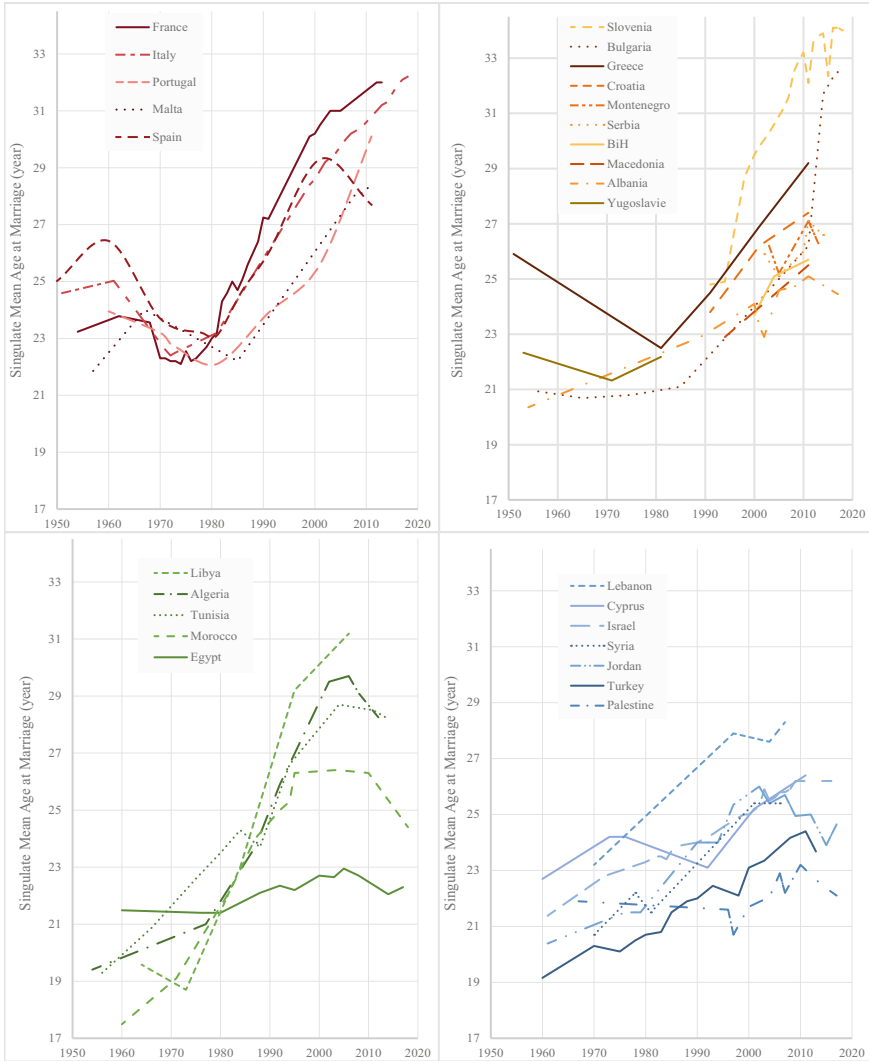 Singulate Mean Age at Marriage (year)
33
31
29
27
25
23
21
19
17
1950 1960 1970 1980 1990 2000 2010 2020
France
Italy
Portugal
Malta
Spain
Singulate Mean Age at Marriage (year)
33
31
29
27
25
23
21
19
17
1950 1960 1970 1980 1990 2000 2010 2020
Slovenia
Bulgaria
Greece
Croatia
Montenegro
Serbia
BiH
Macedonia
Albania
Yugoslavie
Singulate Mean Age at Marriage (year)
33
31
29
27
25
23
21
19
17
1950 1960 1970 1980 1990 2000 2010 2020
Libya
Algeria
Tunisia
Morocco
Egypt
Singulate Mean Age at Marriage (year)
33
31
29
27
25
23
21
19
17
1950 1960 1970 1980 1990 2000 2010 2020
Lebanon
Cyprus
Israel
Syria
Jordan
Turkey
Palestine